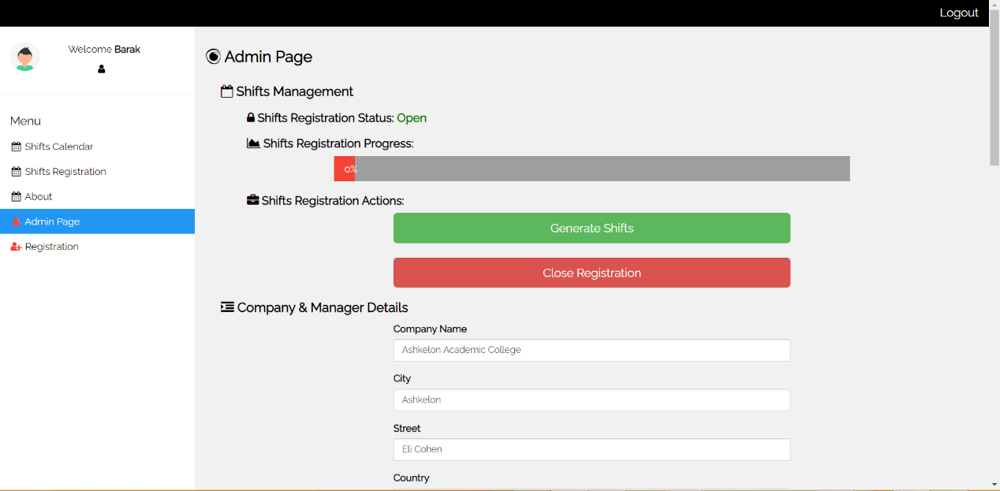 Logout
Welcome Barak
Menu
Shifts Calendar
Shifts Registration
About
Admin Page
Registration
Admin Page
Shifts Management
Shifts Registration Status: Open
Shifts Registration Progress:
0%
Shifts Registration Actions:
Generate Shifts
Close Registration
Company & Manager Details
Company Name
Ashkelon Academic College
City
Ashkelon
Street
Eli Cohen
Country